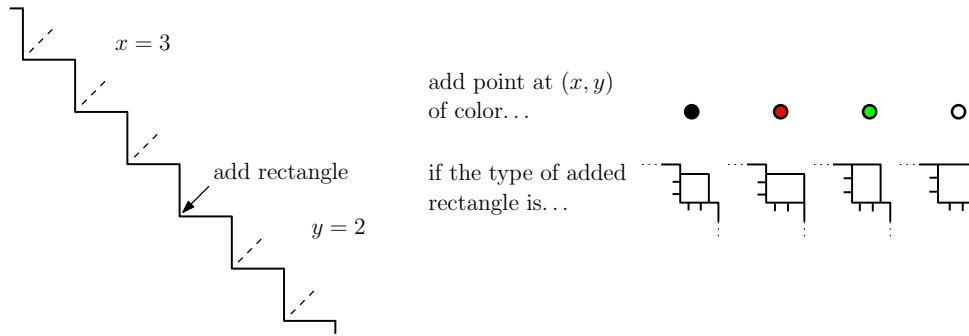 x = 3
add rectangle
y = 2
add point at (x, y)
of color...
if the type of added
rectangle is...